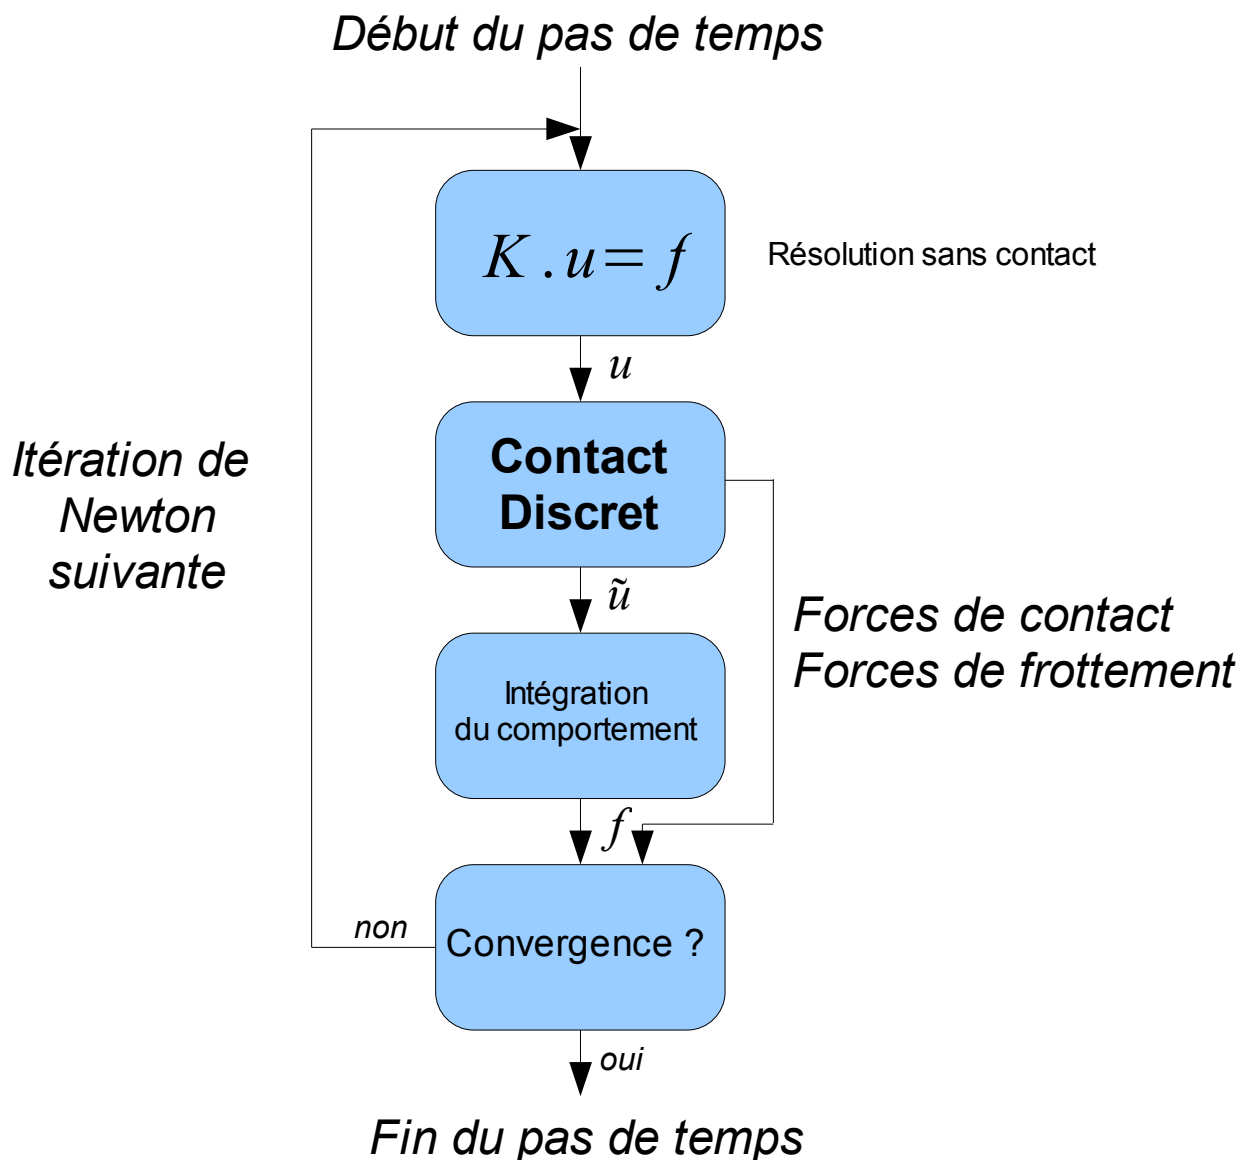 Début du pas de temps
K . u = f
Résolution sans contact
u
Contact
Discret
Itération de
Newton
suivante
ũ
Forces de contact
Forces de frottement
Intégration
du comportement
f
non
Convergence ?
oui
Fin du pas de temps